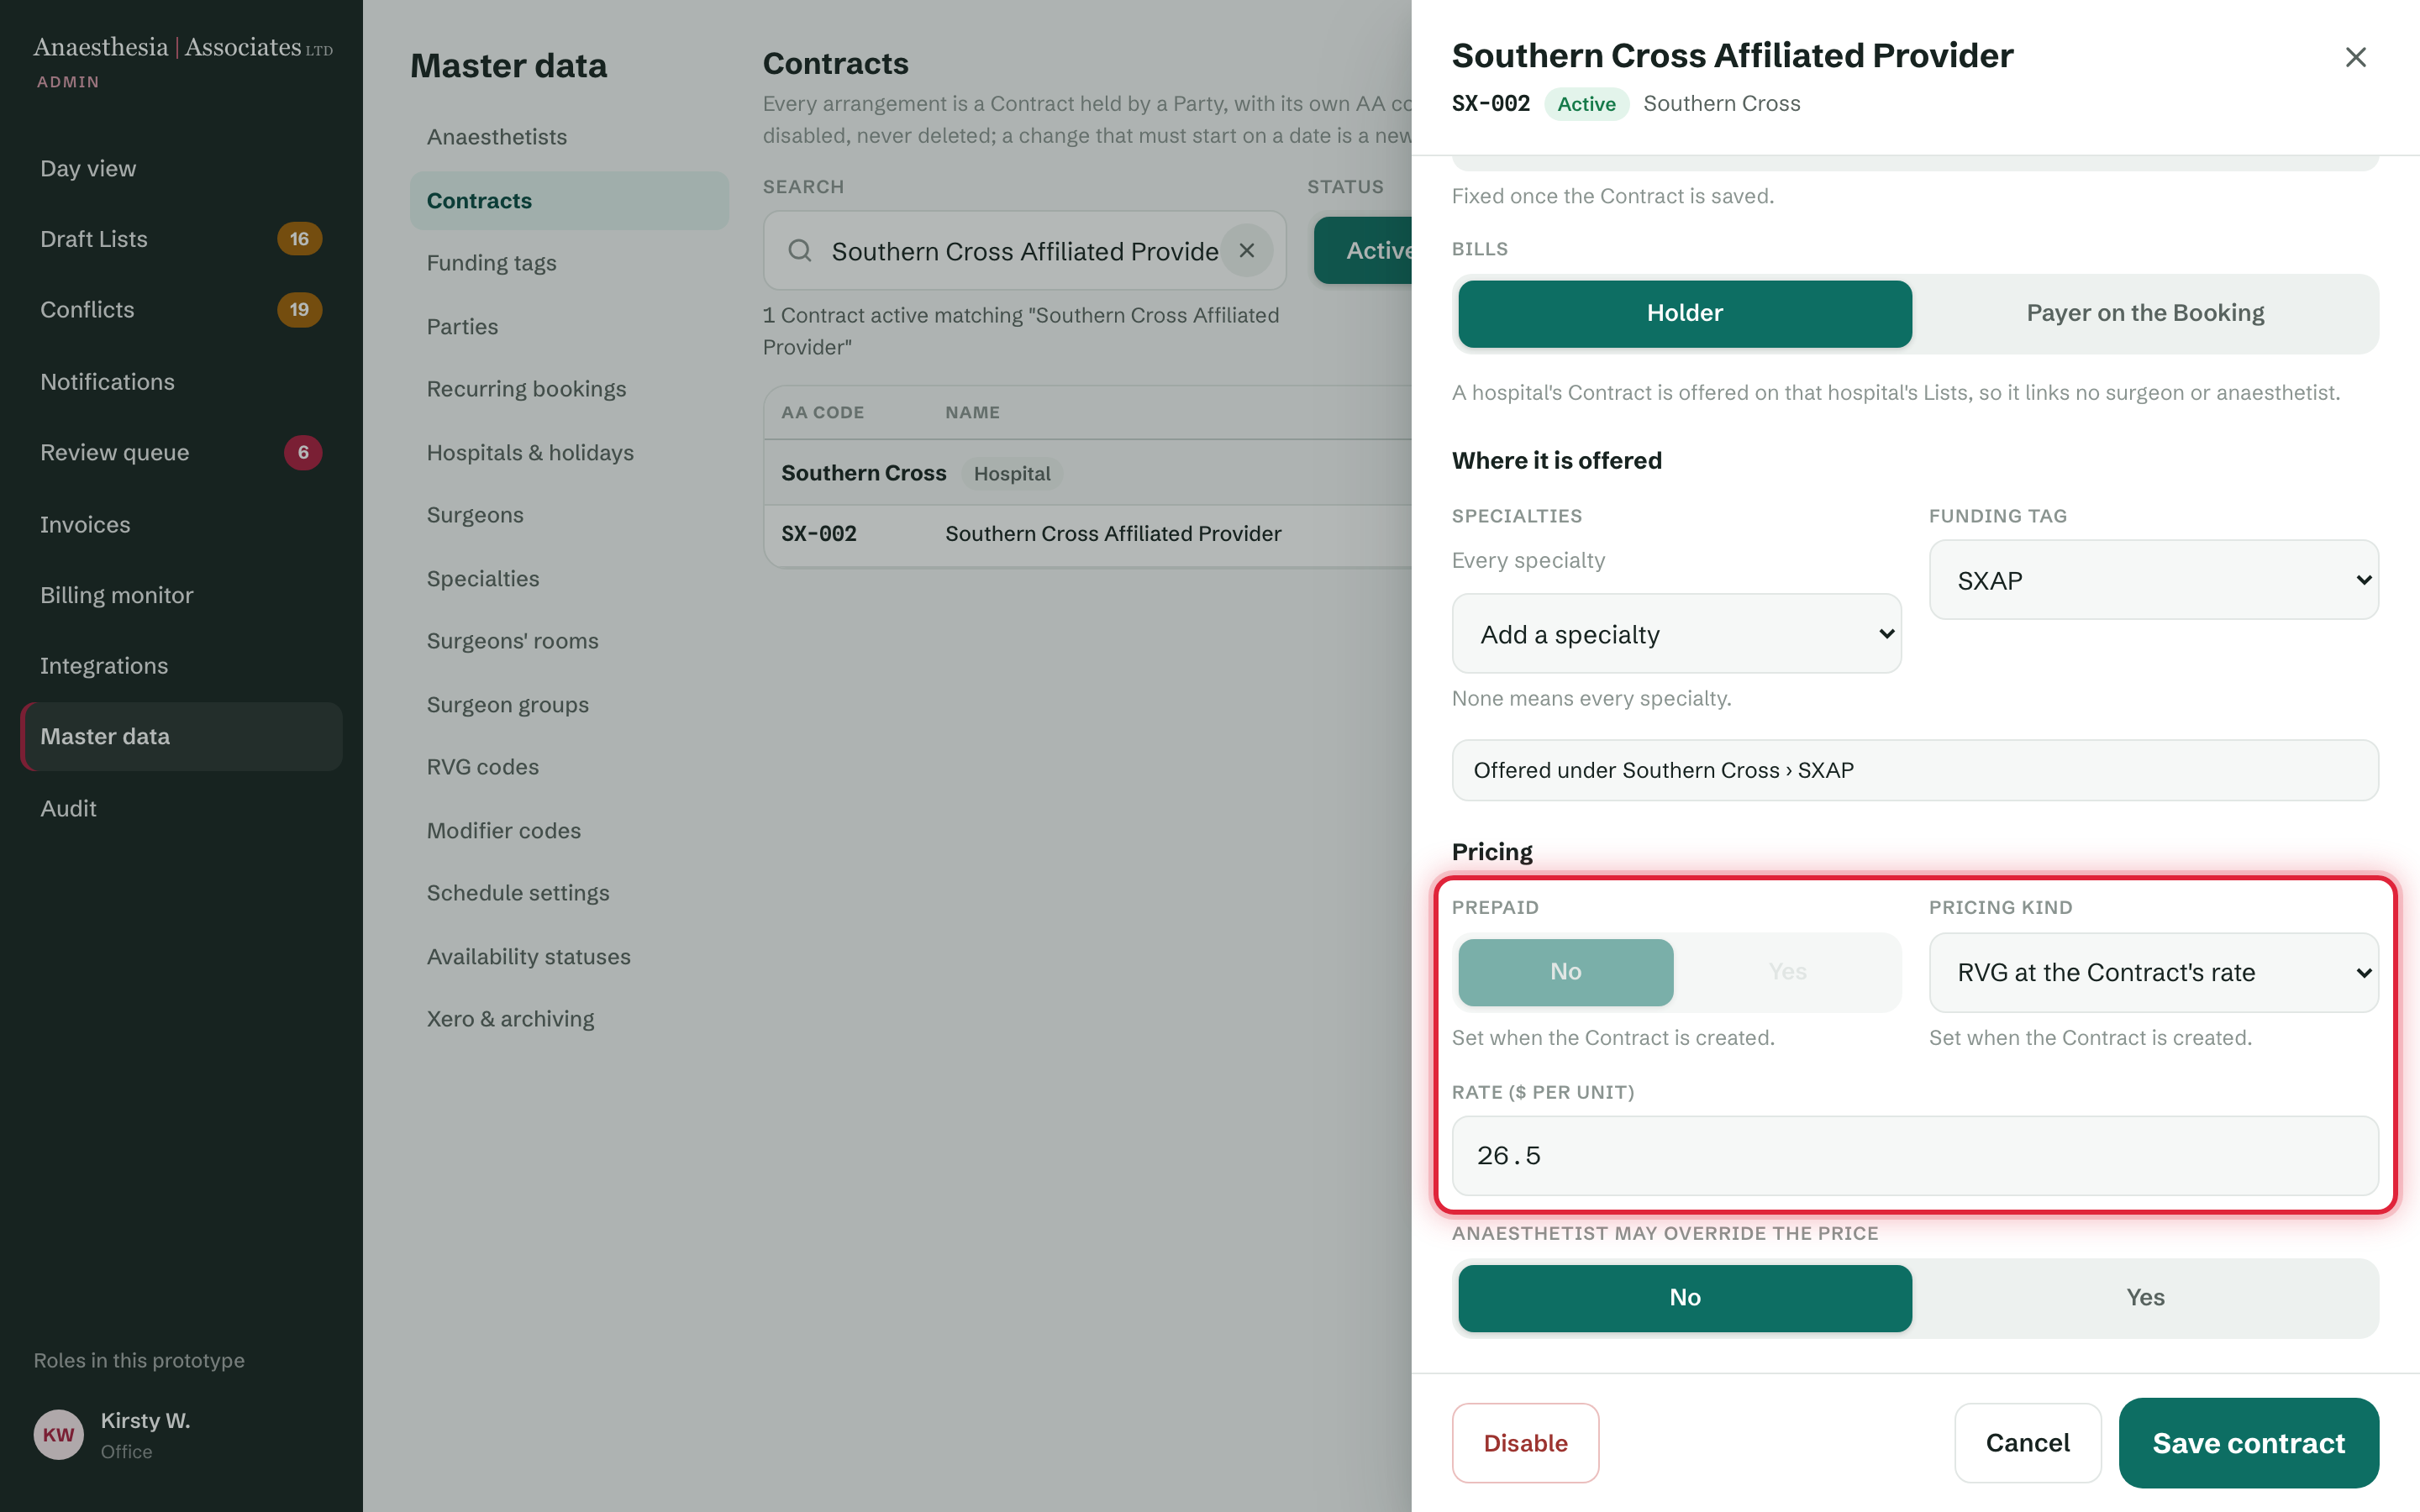 Anaesthesia | Associates LTD
ADMIN
Day view
Draft Lists 16
Conflicts 19
Notifications
Review queue 6
Invoices
Billing monitor
Integrations
Master data
Audit
Roles in this prototype
KW
Kirsty W.
Office
Master data
Anaesthetists
Contracts
Funding tags
Parties
Recurring bookings
Hospitals & holidays
Surgeons
Specialties
Surgeons' rooms
Surgeon groups
RVG codes
Modifier codes
Schedule settings
Availability statuses
Xero & archiving
Contracts
Every arrangement is a Contract held by a Party, with its own AA co
disabled, never deleted; a change that must start on a date is a new
SEARCH
STATUS
Southern Cross Affiliated Provide
Active
1 Contract active matching "Southern Cross Affiliated
Provider"
AA CODE NAME
Southern Cross Hospital
SX-002 Southern Cross Affiliated Provider
Southern Cross Affiliated Provider
SX-002 Active Southern Cross
Fixed once the Contract is saved.
BILLS
Holder Payer on the Booking
A hospital's Contract is offered on that hospital's Lists, so it links no surgeon or anaesthetist.
Where it is offered
SPECIALTIES
Every specialty
Add a specialty
None means every specialty.
FUNDING TAG
SXAP
Offered under Southern Cross › SXAP
Pricing
PREPAID
No Yes
Set when the Contract is created.
PRICING KIND
RVG at the Contract's rate
Set when the Contract is created.
RATE ($ PER UNIT)
26.5
ANAESTHETIST MAY OVERRIDE THE PRICE
No Yes
Disable Cancel Save contract